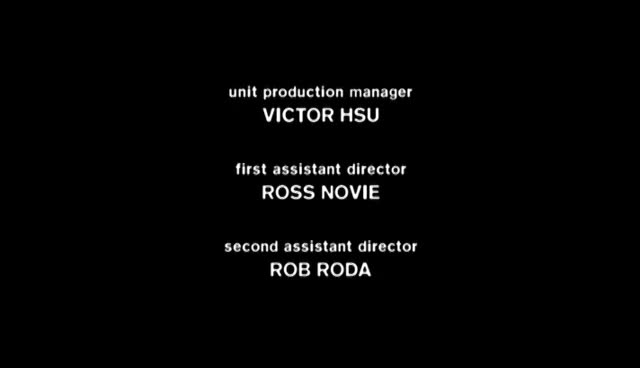 unit production manager
VICTOR HSU
first assistant director
ROSS NOVIE
second assistant director
ROB RODA